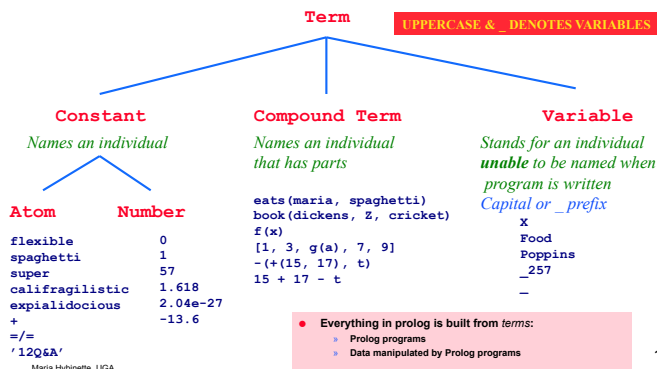 Term
UPPERCASE & _ DENOTES VARIABLES
Constant
Names an individual
Atom
flexible
spaghetti
super
califragilistic
expialidocious
+
=/=
'12Q&A'
Number
0
1
57
1.618
2.04e-27
-13.6
Compound Term
Names an individual
that has parts
eats(maria, spaghetti)
book(dickens, Z, cricket)
f(x)
[1, 3, g(a), 7, 9]
-(+(15, 17), t)
15 + 17 - t
Variable
Stands for an individual
unable to be named when
program is written
Capital or _ prefix
X
Food
Poppins
_257
_
● Everything in prolog is built from terms:
» Prolog programs
» Data manipulated by Prolog programs
Maria Hybinette, UGA